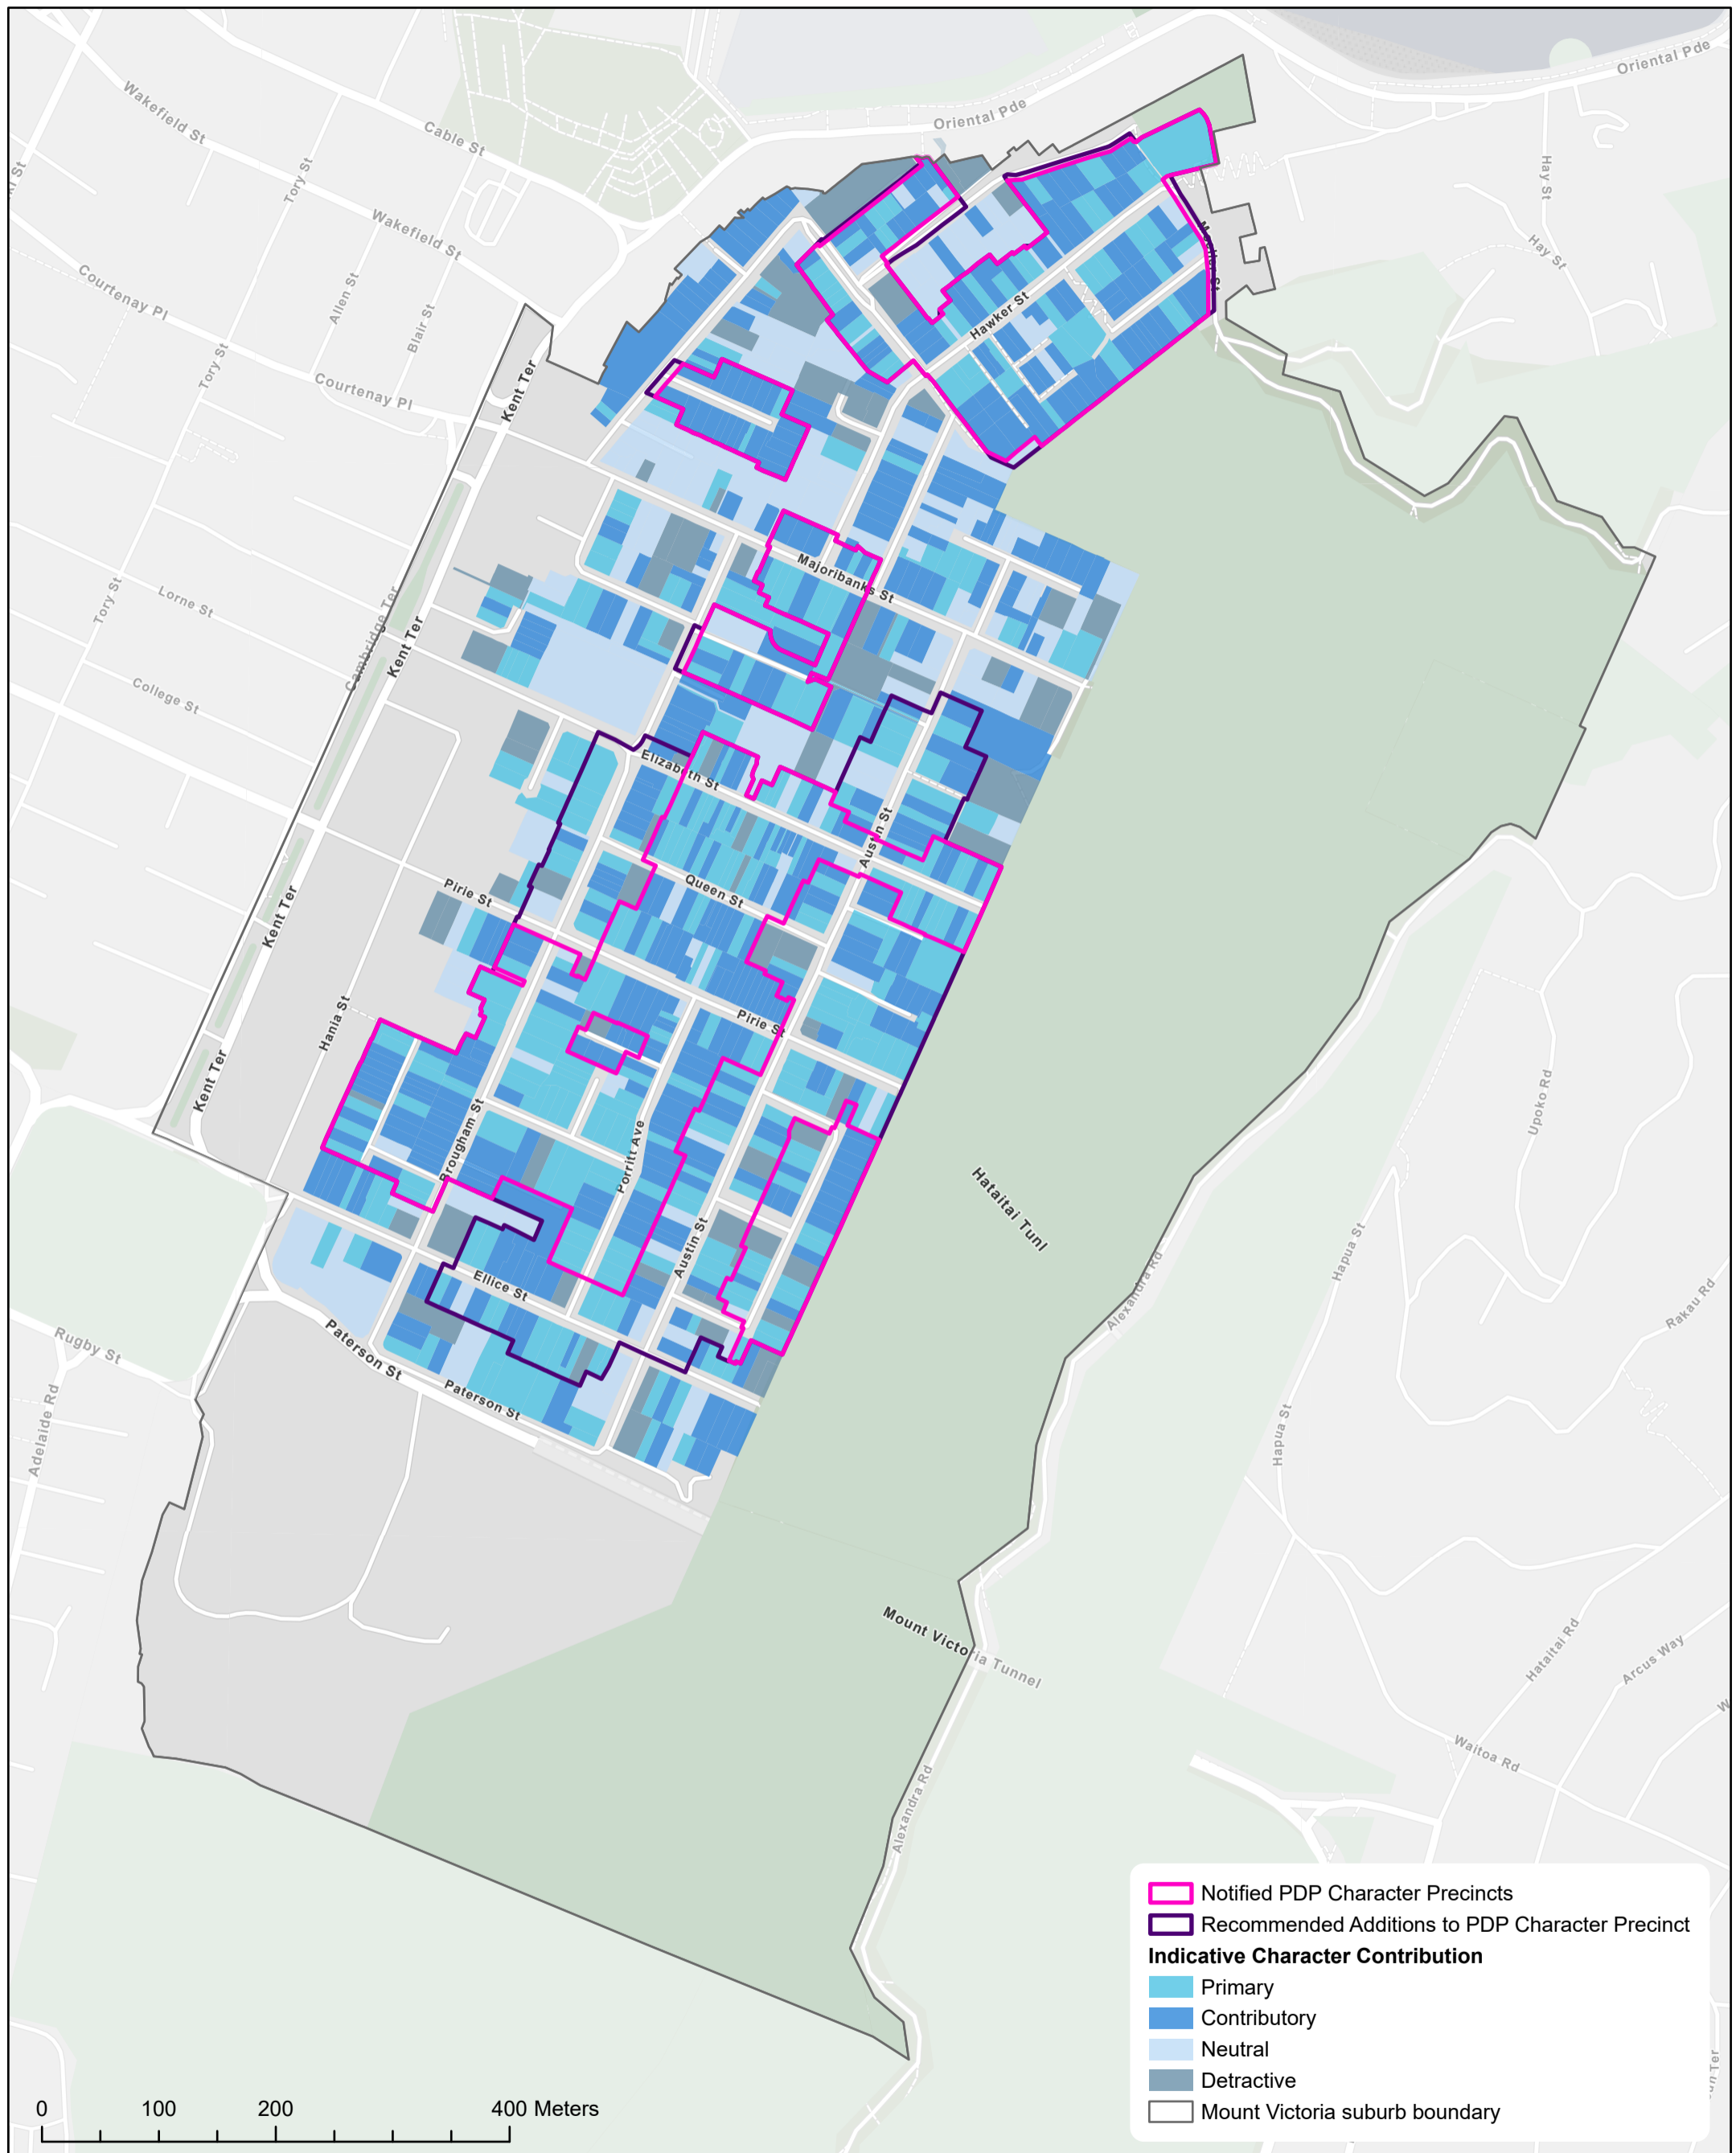 Oriental Pde
Wakefield St
Cable St
Oriental Pde
Tory St
Hay St
Wakefield St
Hay St
Courtenay Pl
Allen St
Blair St
Hawker St
Tory St
Courtenay Pl
Kent Ter
Majoribanks St
Tory St
Lorne St
Cambridge Ter
Kent Ter
College St
Elizabeth St
Austin St
Pirie St
Queen St
Kent Ter
Hania St
Pirie St
Kent Ter
Upoko Rd
Brougham St
Porritt Ave
Hataitai Tunl
Austin St
Hapua St
Alexandra Rd
Ellice St
Rakau Rd
Rugby St
Paterson St
Paterson St
Adelaide Rd
Hapua St
Mount Victoria Tunnel
Hataitai Rd
Arcus Way
Waitoa Rd
Alexandra Rd
Notified PDP Character Precincts
Recommended Additions to PDP Character Precinct
Indicative Character Contribution
Primary
Contributory
Neutral
Detractive
Mount Victoria suburb boundary
0 100 200 400 Meters